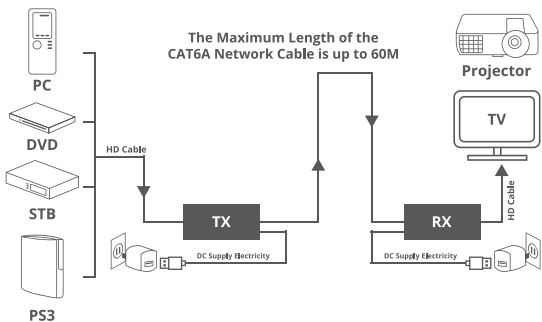 The Maximum Length of the
CAT6A Network Cable is up to 60M
PC
DVD
STB
PS3
HD Cable
TX
DC Supply Electricity
RX
DC Supply Electricity
HD Cable
Projector
TV